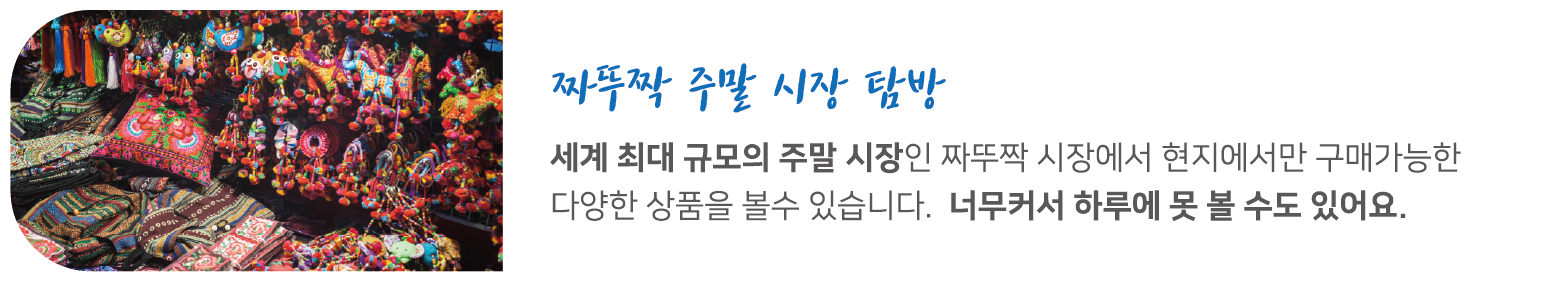 짜뚜짝 주말 시장 탐방
세계 최대 규모의 주말 시장인 짜뚜짝 시장에서 현지에서만 구매가능한
다양한 상품을 볼수 있습니다. 너무커서 하루에 못 볼 수도 있어요.